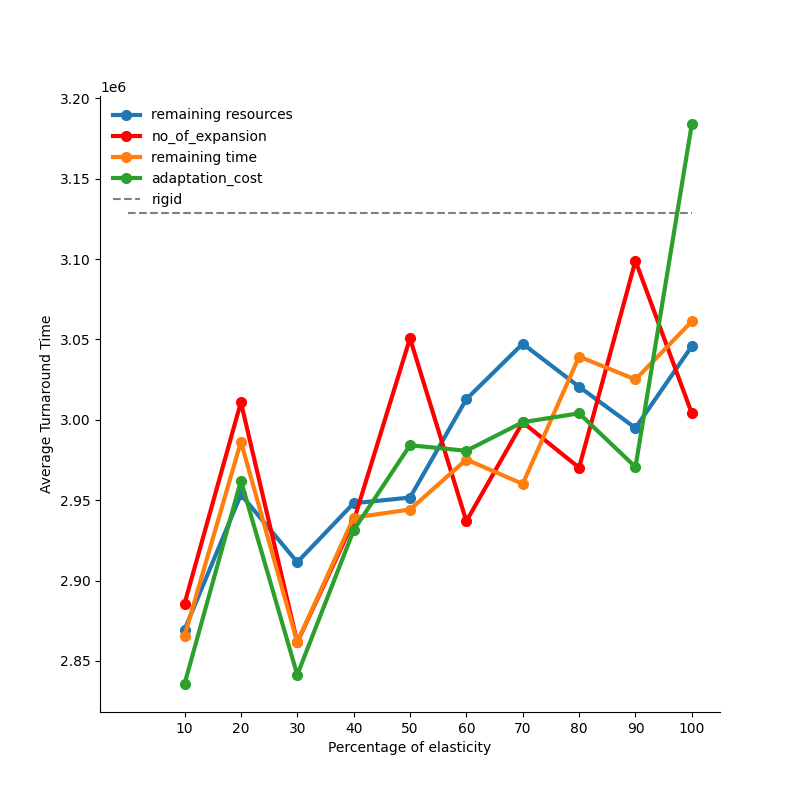 1e6
3.20
3.15
3.10
3.05
3.00
2.95
2.90
2.85
Average Turnaround Time
remaining resources
no_of_expansion
remaining time
adaptation_cost
rigid
10 20 30 40 50 60 70 80 90 100
Percentage of elasticity